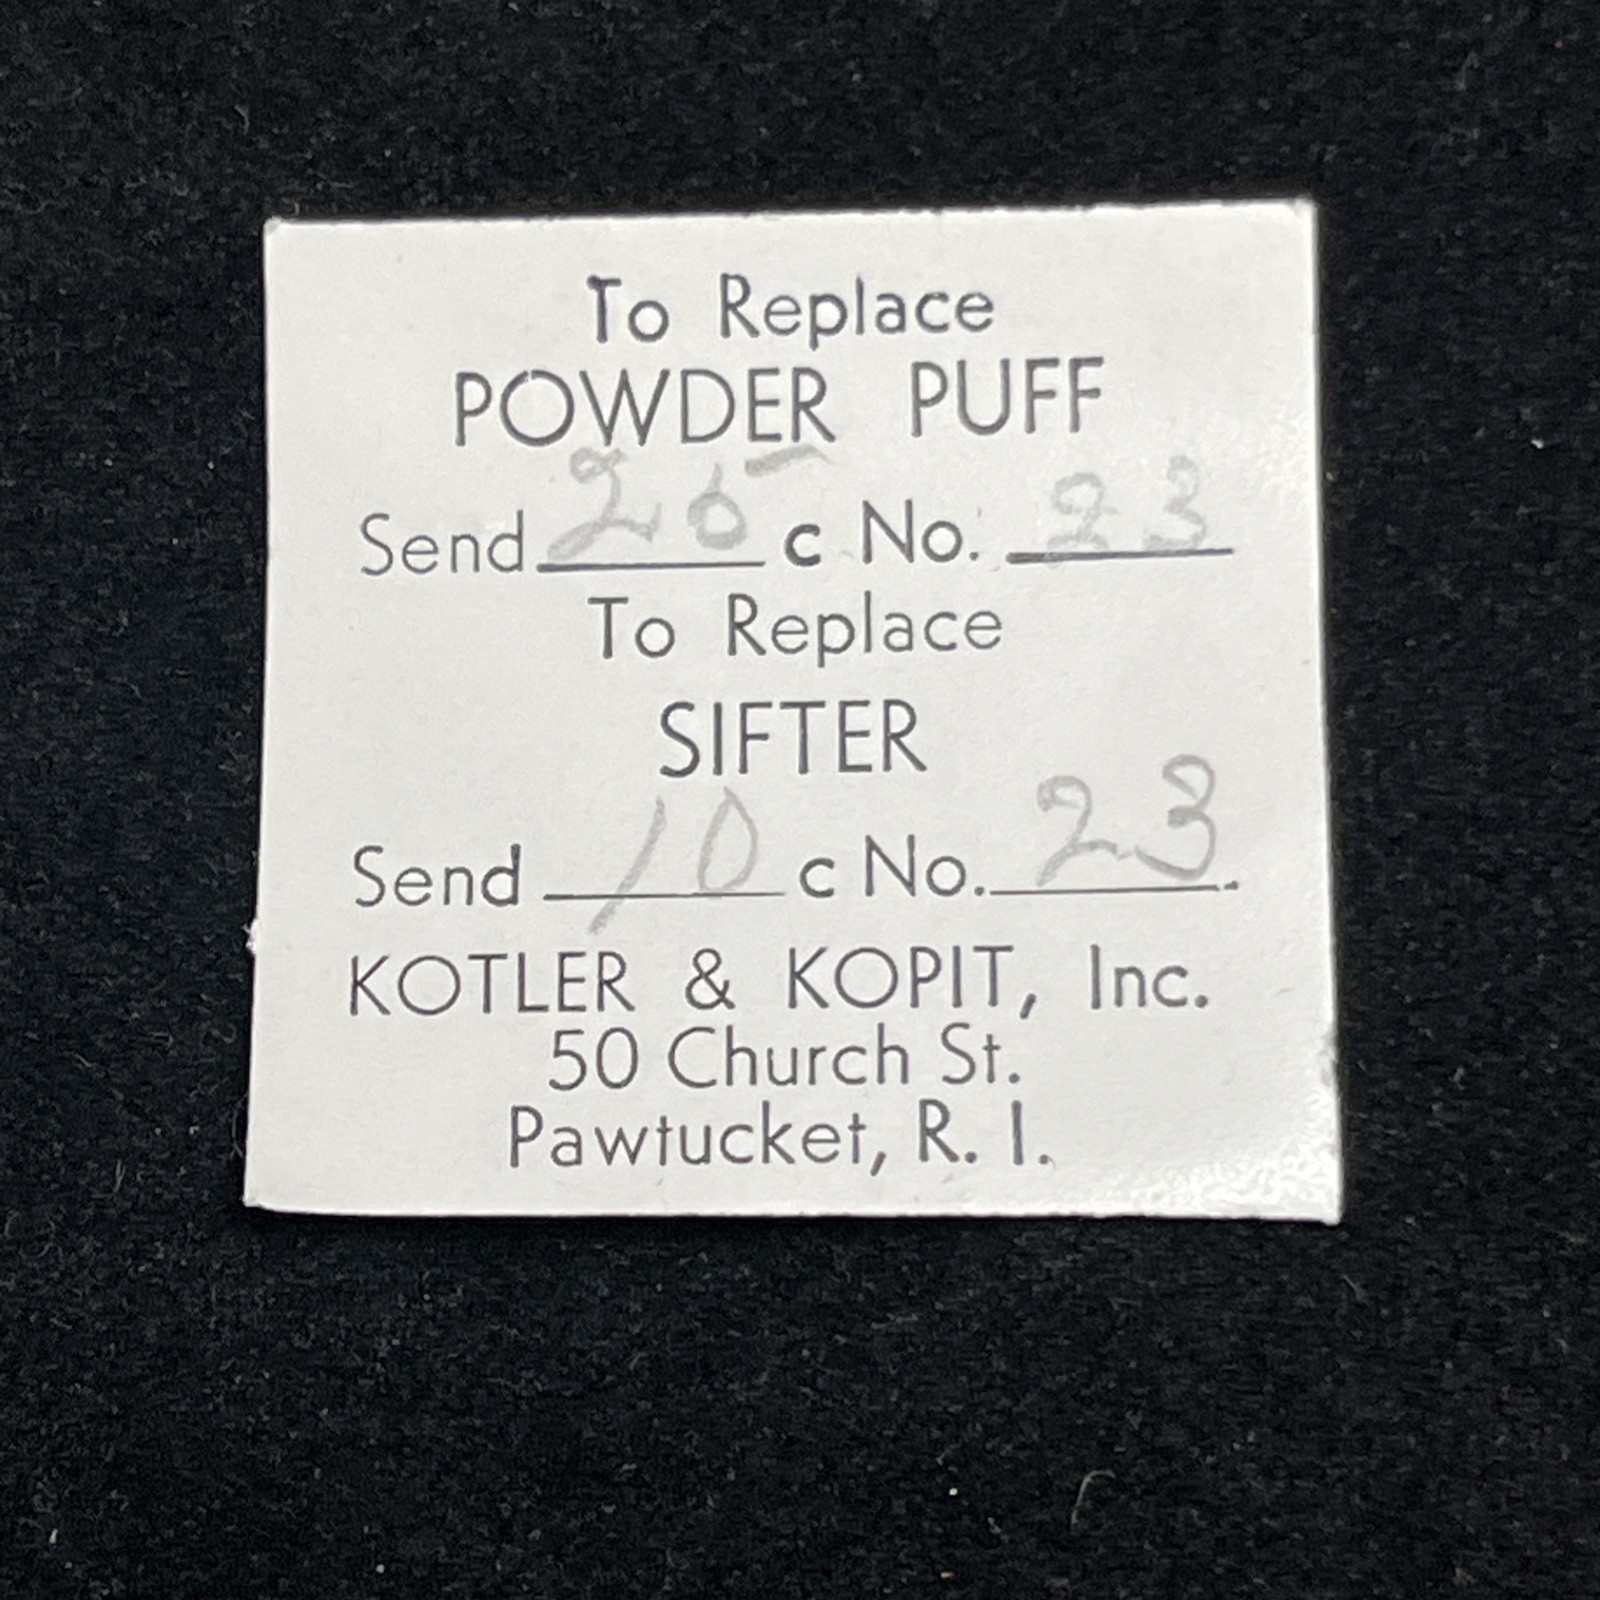 To Replace
POWDER PUFF
Send 25 c No. 23
To Replace
SIFTER
Send 10 c No. 23
KOTLER & KOPIT, Inc.
50 Church St.
Pawtucket, R. I.